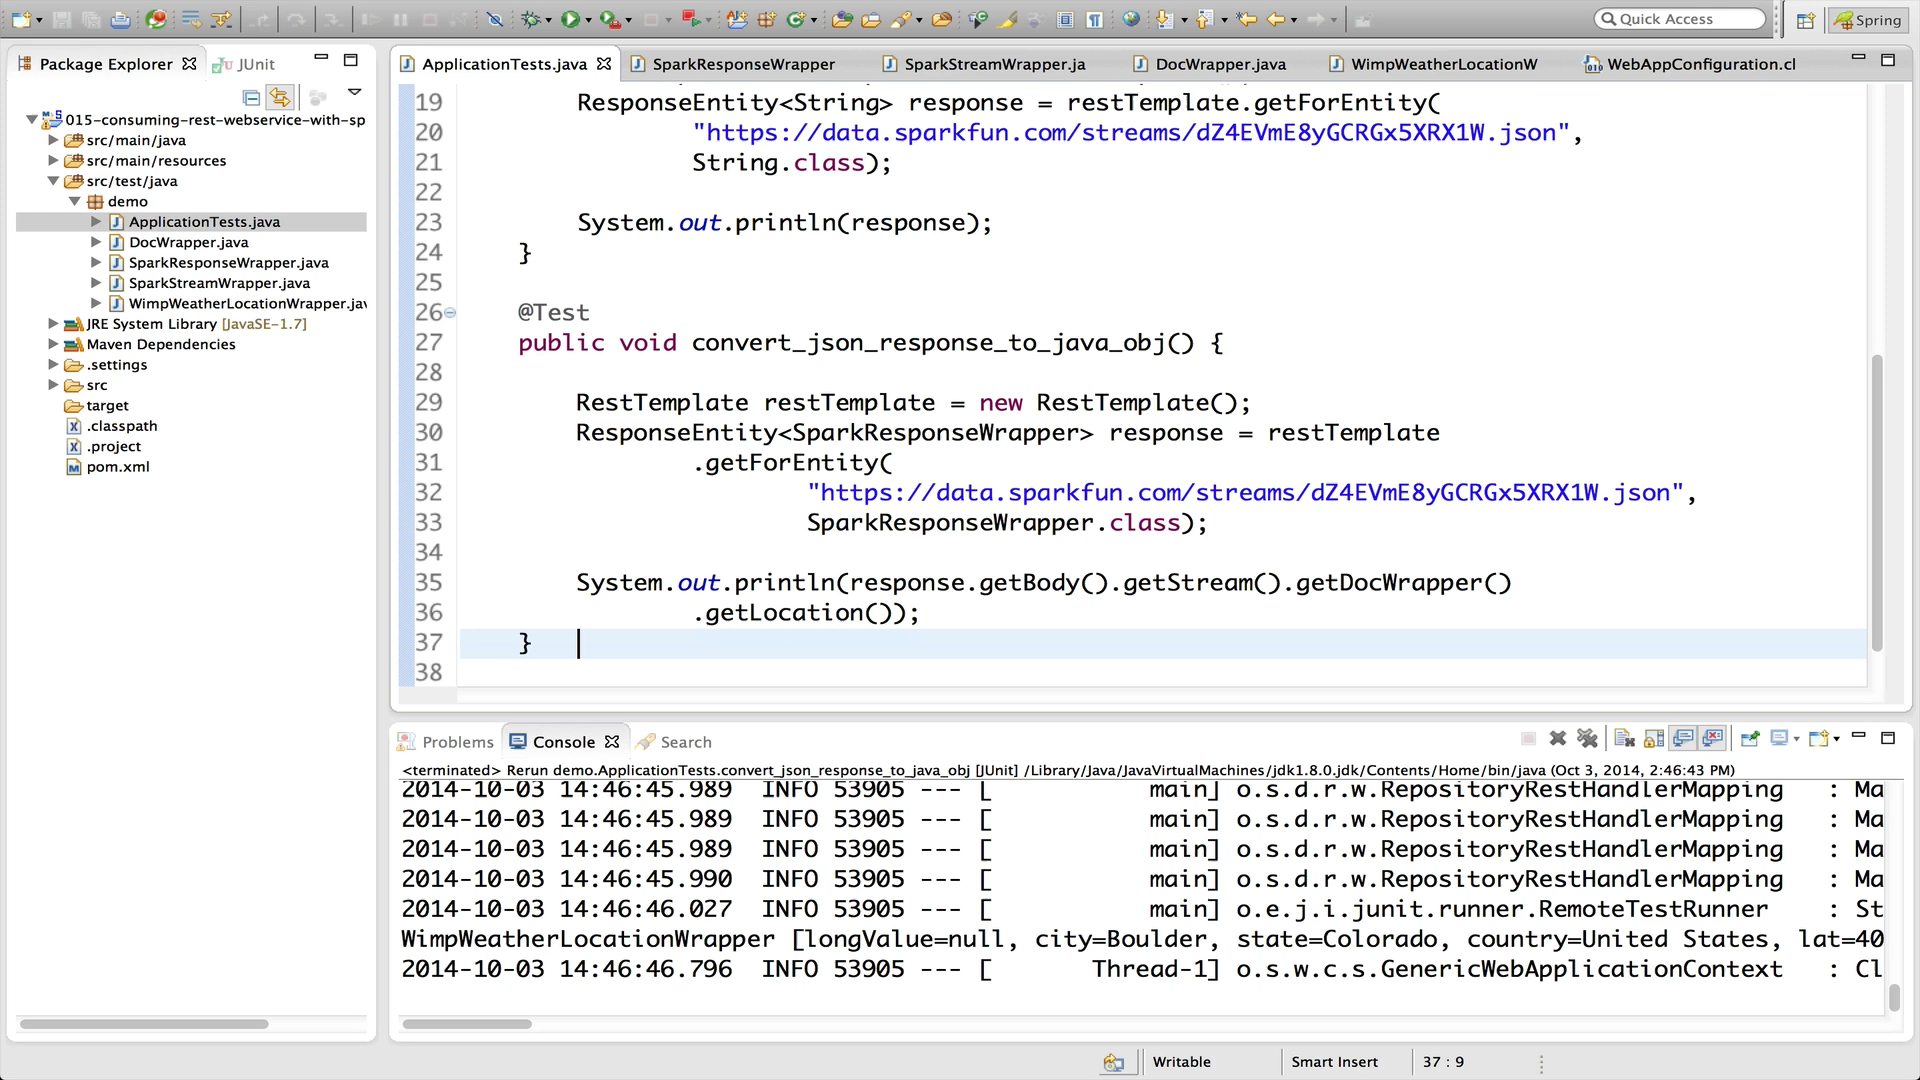 Quick Access
Spring
Package Explorer
JUnit
015-consuming-rest-webservice-with-sp
src/main/java
src/main/resources
src/test/java
demo
ApplicationTests.java
DocWrapper.java
SparkResponseWrapper.java
SparkStreamWrapper.java
WimpWeatherLocationWrapper.jav
JRE System Library [JavaSE-1.7]
Maven Dependencies
.settings
src
target
.classpath
.project
pom.xml
ApplicationTests.java SparkResponseWrapper SparkStreamWrapper.ja DocWrapper.java WimpWeatherLocationW WebAppConfiguration.cl
19 ResponseEntity<String> response = restTemplate.getForEntity(
20 "https://data.sparkfun.com/streams/dZ4EVmE8yGCRGx5XRX1W.json",
21 String.class);
22
23 System.out.println(response);
24 }
25
26 @Test
27 public void convert_json_response_to_java_obj() {
28
29 RestTemplate restTemplate = new RestTemplate();
30 ResponseEntity<SparkResponseWrapper> response = restTemplate
31 .getForEntity(
32 "https://data.sparkfun.com/streams/dZ4EVmE8yGCRGx5XRX1W.json",
33 SparkResponseWrapper.class);
34
35 System.out.println(response.getBody().getStream().getDocWrapper()
36 .getLocation());
37 }
38
Problems Console Search
<terminated> Rerun demo.ApplicationTests.convert_json_response_to_java_obj [JUnit] /Library/Java/JavaVirtualMachines/jdk1.8.0.jdk/Contents/Home/bin/java (Oct 3, 2014, 2:46:43 PM)
2014-10-03 14:46:45.989 INFO 53905 --- [ main] o.s.d.r.w.RepositoryRestHandlerMapping : Ma
2014-10-03 14:46:45.989 INFO 53905 --- [ main] o.s.d.r.w.RepositoryRestHandlerMapping : Ma
2014-10-03 14:46:45.989 INFO 53905 --- [ main] o.s.d.r.w.RepositoryRestHandlerMapping : Ma
2014-10-03 14:46:45.990 INFO 53905 --- [ main] o.s.d.r.w.RepositoryRestHandlerMapping : Ma
2014-10-03 14:46:46.027 INFO 53905 --- [ main] o.e.j.i.junit.runner.RemoteTestRunner : St
WimpWeatherLocationWrapper [longValue=null, city=Boulder, state=Colorado, country=United States, lat=40
2014-10-03 14:46:46.796 INFO 53905 --- [ Thread-1] o.s.w.c.s.GenericWebApplicationContext : Cl
Writable Smart Insert 37 : 9